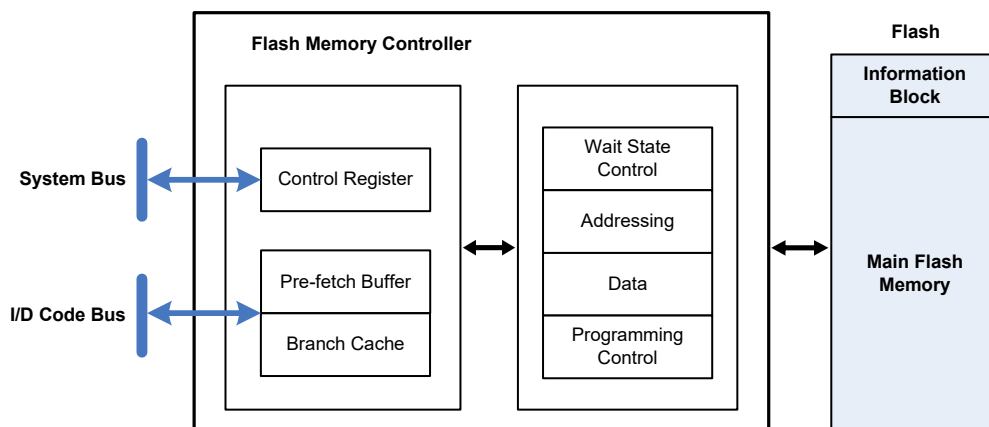 Flash Memory Controller
Flash
Information
Block
System Bus
Control Register
Wait State
Control
Addressing
I/D Code Bus
Pre-fetch Buffer
Branch Cache
Data
Programming
Control
Main Flash
Memory